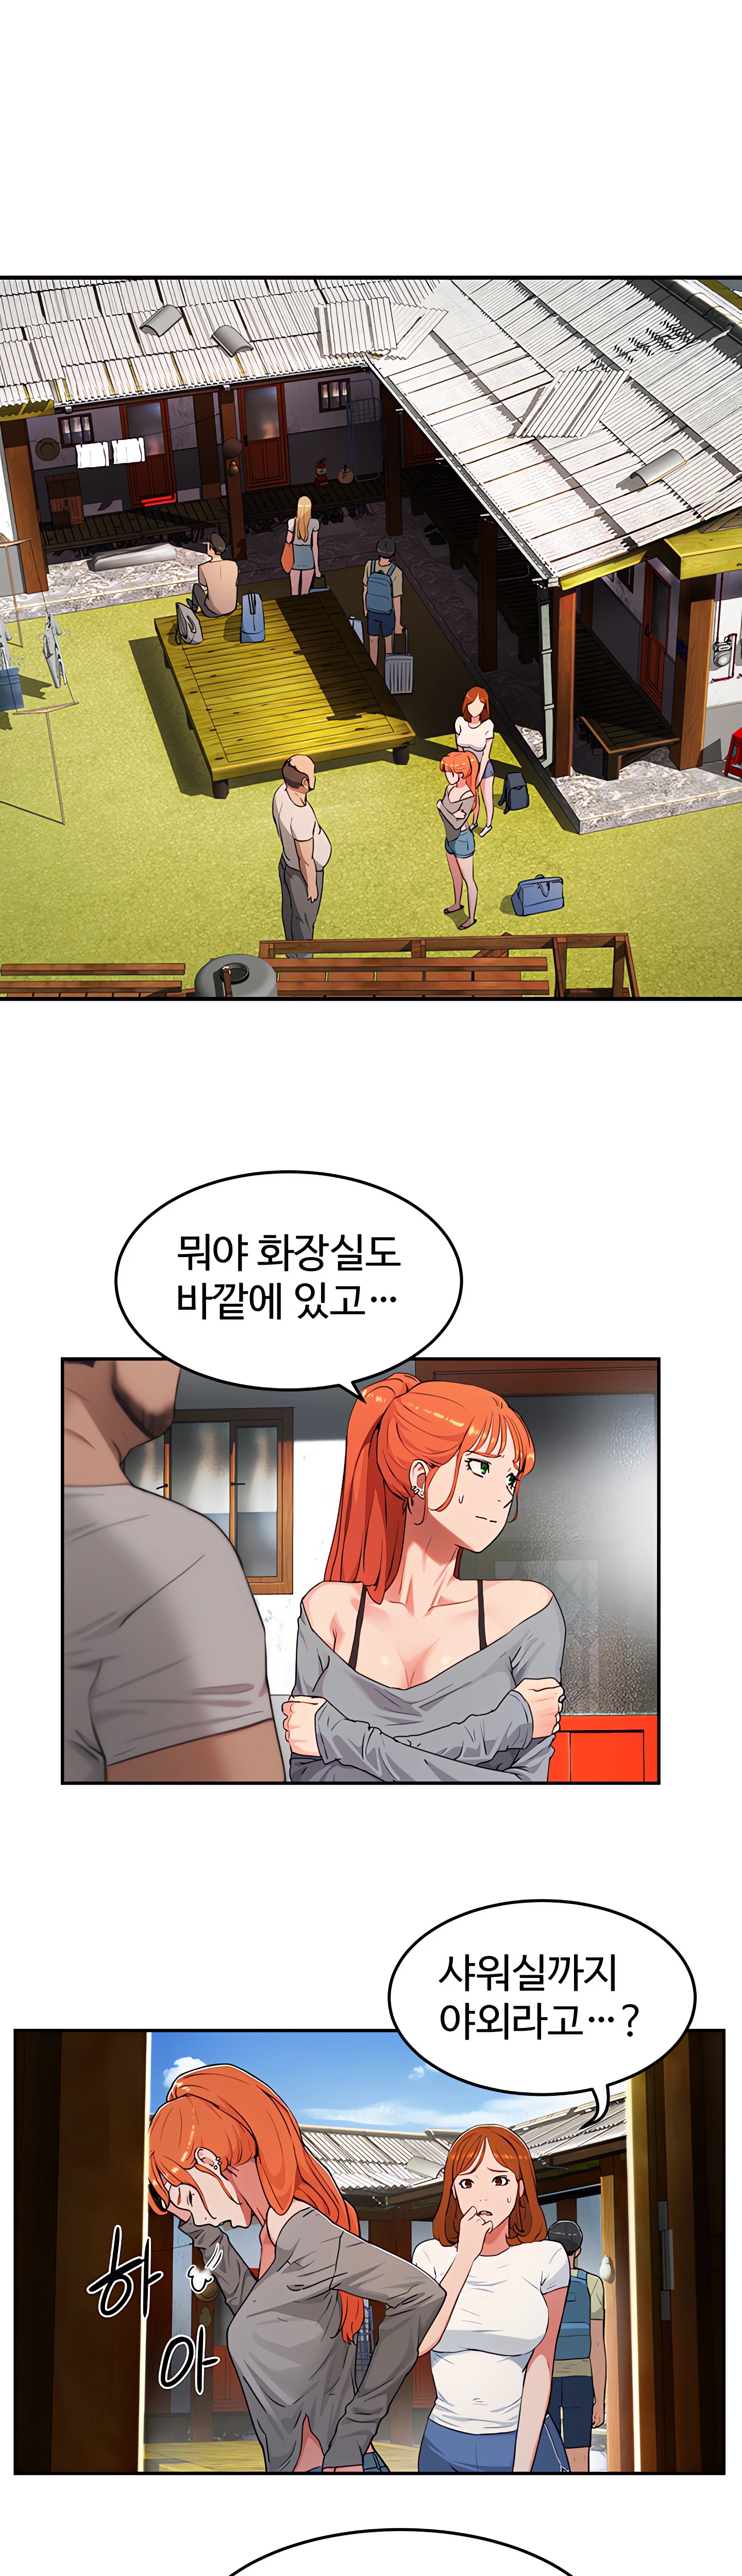 뭐야 화장실도
바깥에 있고…
샤워실까지
야외라고…?
하
아